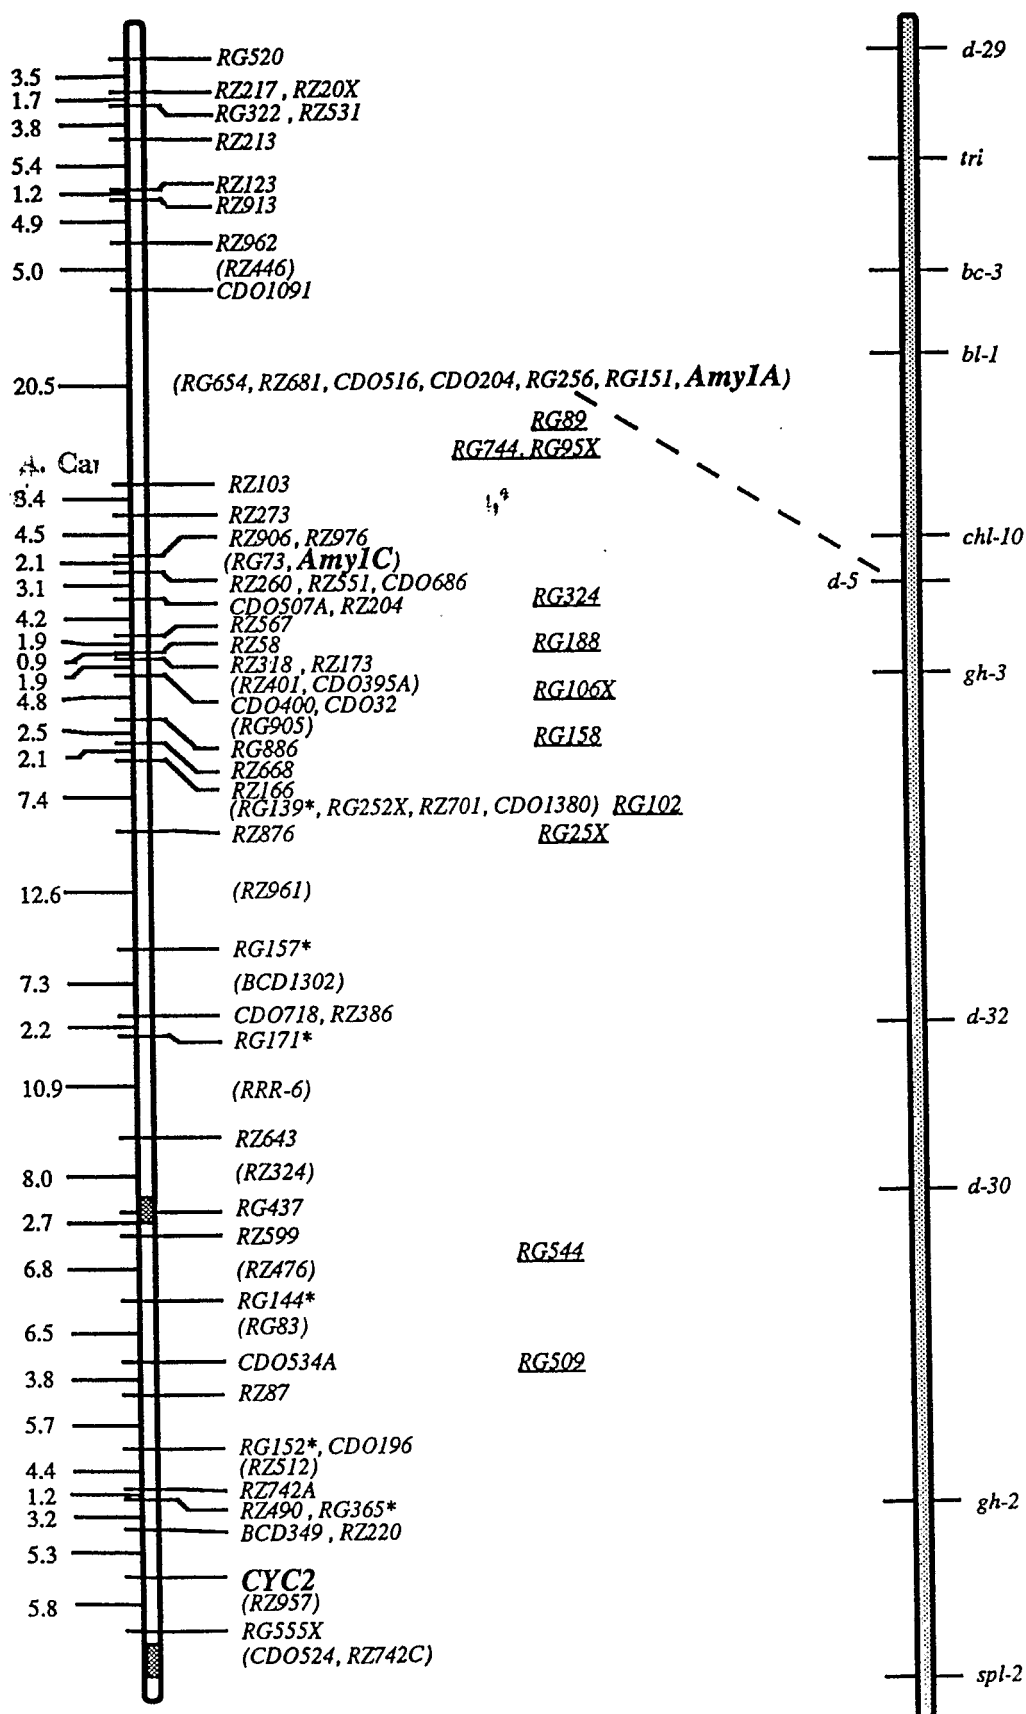 RG520
d-29
3.5
RZ217, RZ20X
1.7
RG322, RZ531
3.8
RZ213
tri
5.4
RZ123
1.2
RZ913
4.9
RZ962
5.0
(RZ446)
bc-3
CDO1091
bl-1
20.5
(RG654, RZ681, CDO516, CDO204, RG256, RG151, Amy1A)
RG89
RG744, RG95X
A. Car
RZ103
3.4
RZ273
4.5
RZ906, RZ976
chl-10
2.1
(RG73, Amy1C)
3.1
RZ260, RZ551, CDO686
d-5
CDO507A, RZ204
RG324
4.2
RZ567
1.9
RZ58
RG188
0.9
RZ318, RZ173
gh-3
1.9
(RZ401, CDO395A)
RG106X
4.8
CDO400, CDO32
(RG905)
2.5
RG886
RG158
2.1
RZ668
RZ166
7.4
(RG139*, RG252X, RZ701, CDO1380) RG102
RZ876
RG25X
12.6
(RZ961)
RG157*
7.3
(BCD1302)
CDO718, RZ386
d-32
2.2
RG171*
10.9
(RRR-6)
RZ643
8.0
(RZ324)
d-30
RG437
2.7
RZ599
RG544
6.8
(RZ476)
RG144*
6.5
(RG83)
CDO534A
RG509
3.8
RZ87
5.7
RG152*, CDO196
4.4
(RZ512)
RZ742A
1.2
RZ490, RG365*
gh-2
3.2
BCD349, RZ220
5.3
CYC2
5.8
(RZ957)
RG555X
(CDO524, RZ742C)
spl-2